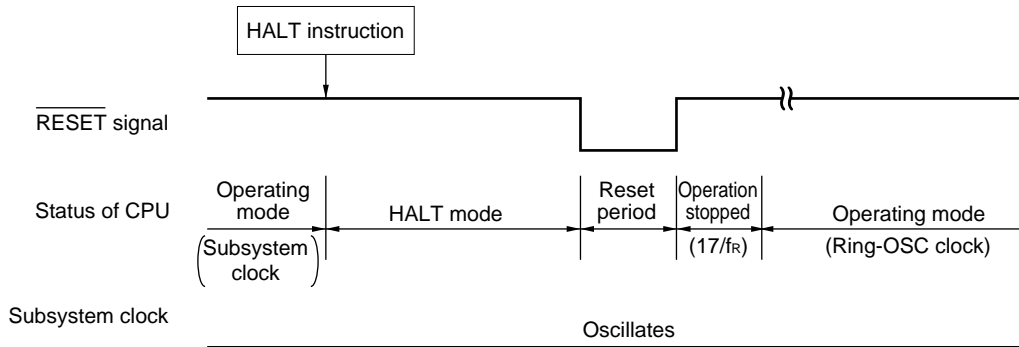 HALT instruction
RESET signal
Status of CPU
Operating
mode
(Subsystem
clock)
HALT mode
Reset
period
Operation
stopped
(17/fR)
Operating mode
(Ring-OSC clock)
Subsystem clock
Oscillates